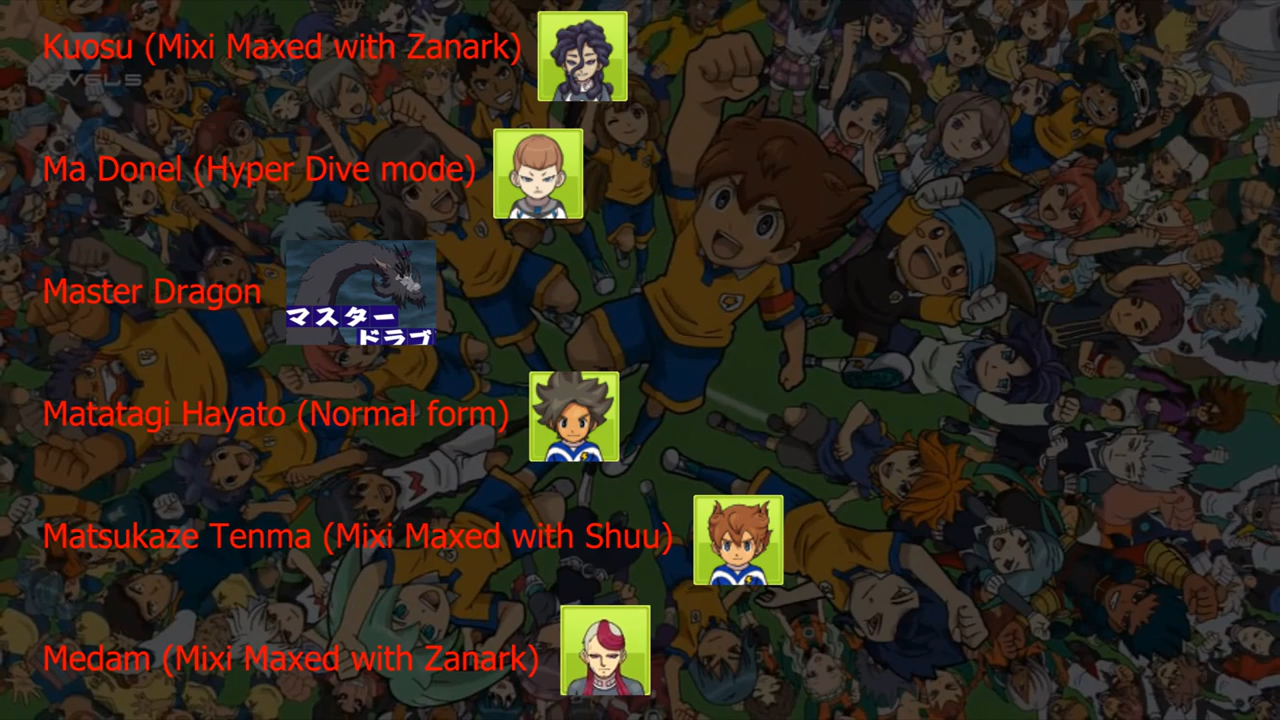 Kuosu (Mixi Maxed with Zanark)
LEVEL5
Ma Donel (Hyper Dive mode)
Master Dragon
マスター
ドラゴ
Matatagi Hayato (Normal form)
Matsukaze Tenma (Mixi Maxed with Shuu)
Medam (Mixi Maxed with Zanark)